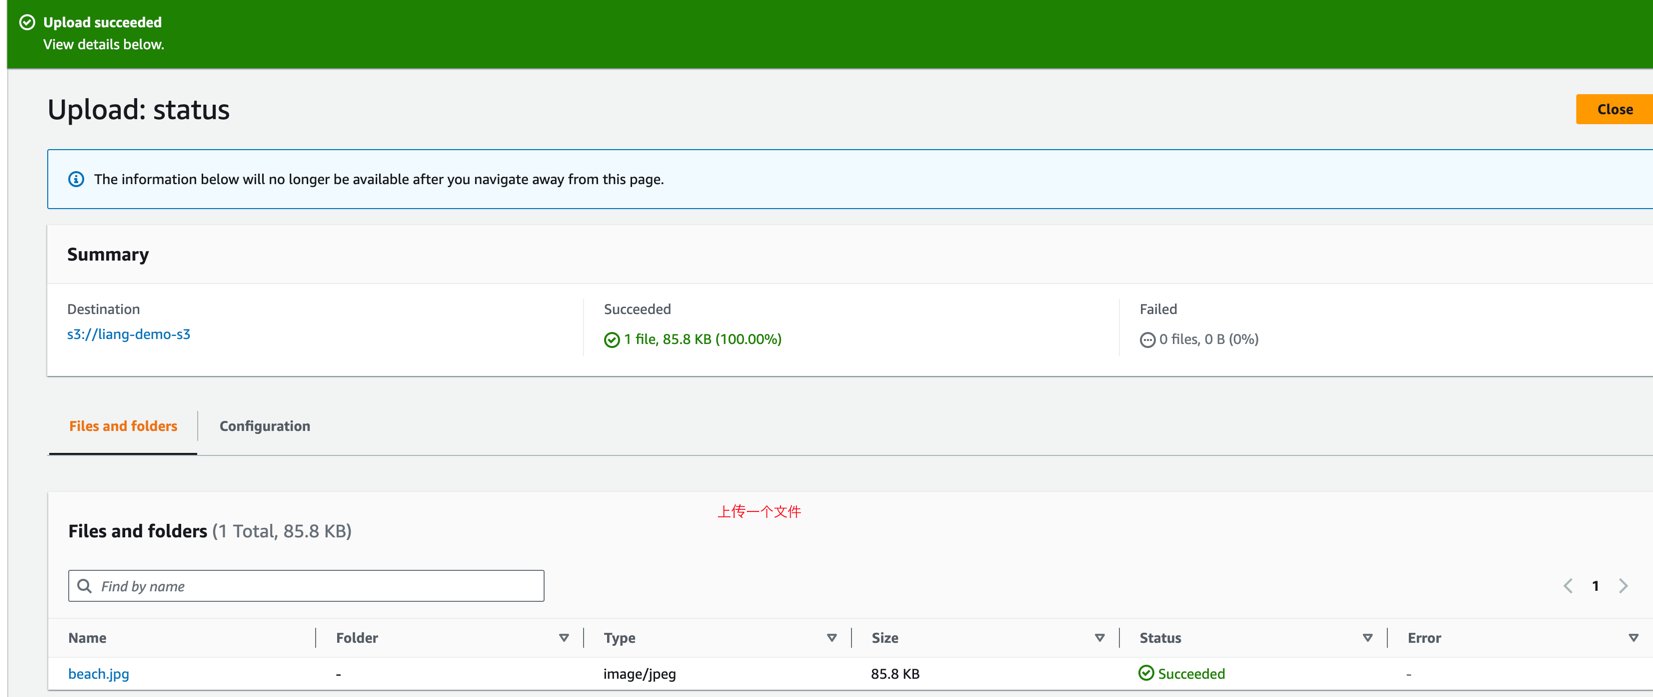 Upload succeeded
View details below.
Upload: status
Close
The information below will no longer be available after you navigate away from this page.
Summary
Destination
s3://liang-demo-s3
Succeeded
1 file, 85.8 KB (100.00%)
Failed
0 files, 0 B (0%)
Files and folders
Configuration
上传一个文件
Files and folders (1 Total, 85.8 KB)
Find by name
1
Name Folder Type Size Status Error
beach.jpg - image/jpeg 85.8 KB Succeeded -